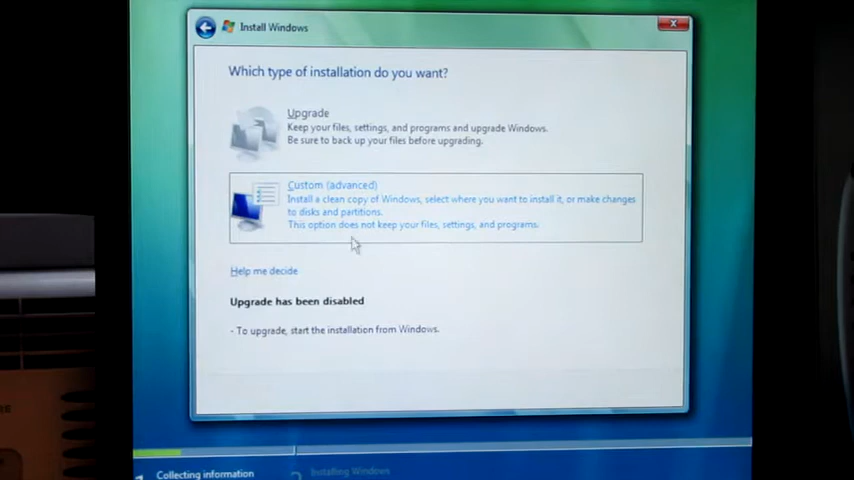 Install Windows
Which type of installation do you want?
Upgrade
Keep your files, settings, and programs and upgrade Windows.
Be sure to back up your files before upgrading.
Custom (advanced)
Install a clean copy of Windows, select where you want to install it, or make changes
to disks and partitions.
This option does not keep your files, settings, and programs.
Help me decide
Upgrade has been disabled
- To upgrade, start the installation from Windows.
Collecting information
Installing Windows